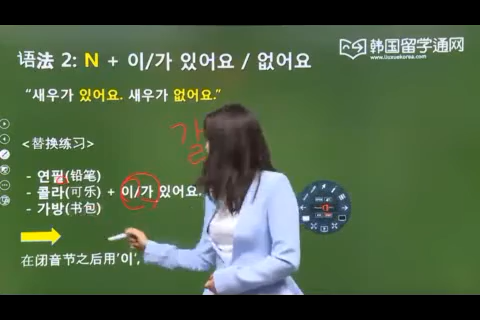 语法 2: N + 이/가 있어요 / 없어요
韩国留学通网
www.liuxuekorea.com
“새우가 있어요. 새우가 없어요.”
<替换练习>
- 연필(铅笔)
- 콜라(可乐) + 이/가 있어요.
- 가방(书包)
在闭音节之后用‘이’,